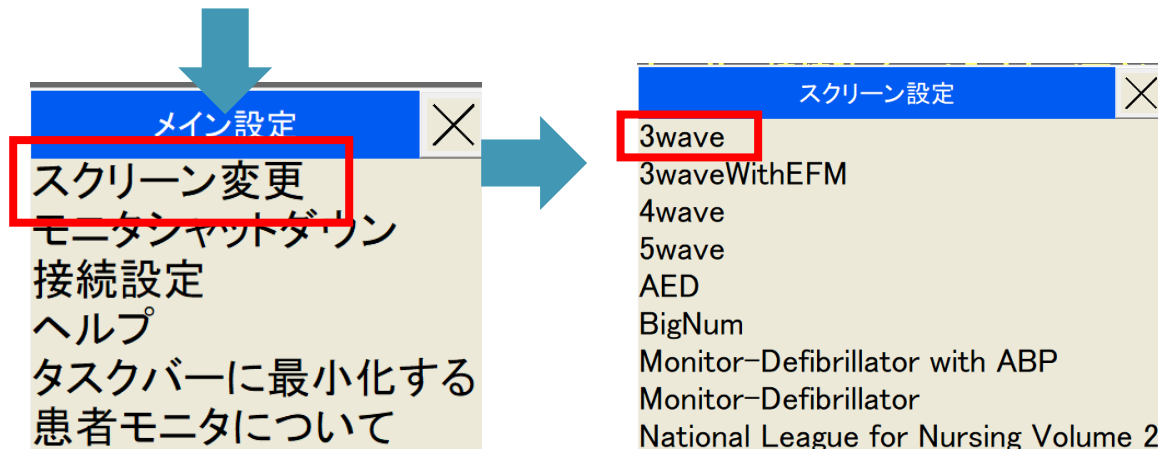 メイン設定
スクリーン変更
モニタシャットダウン
接続設定
ヘルプ
タスクバーに最小化する
患者モニタについて
スクリーン設定
3wave
3waveWithEFM
4wave
5wave
AED
BigNum
Monitor-Defibrillator with ABP
Monitor-Defibrillator
National League for Nursing Volume 2